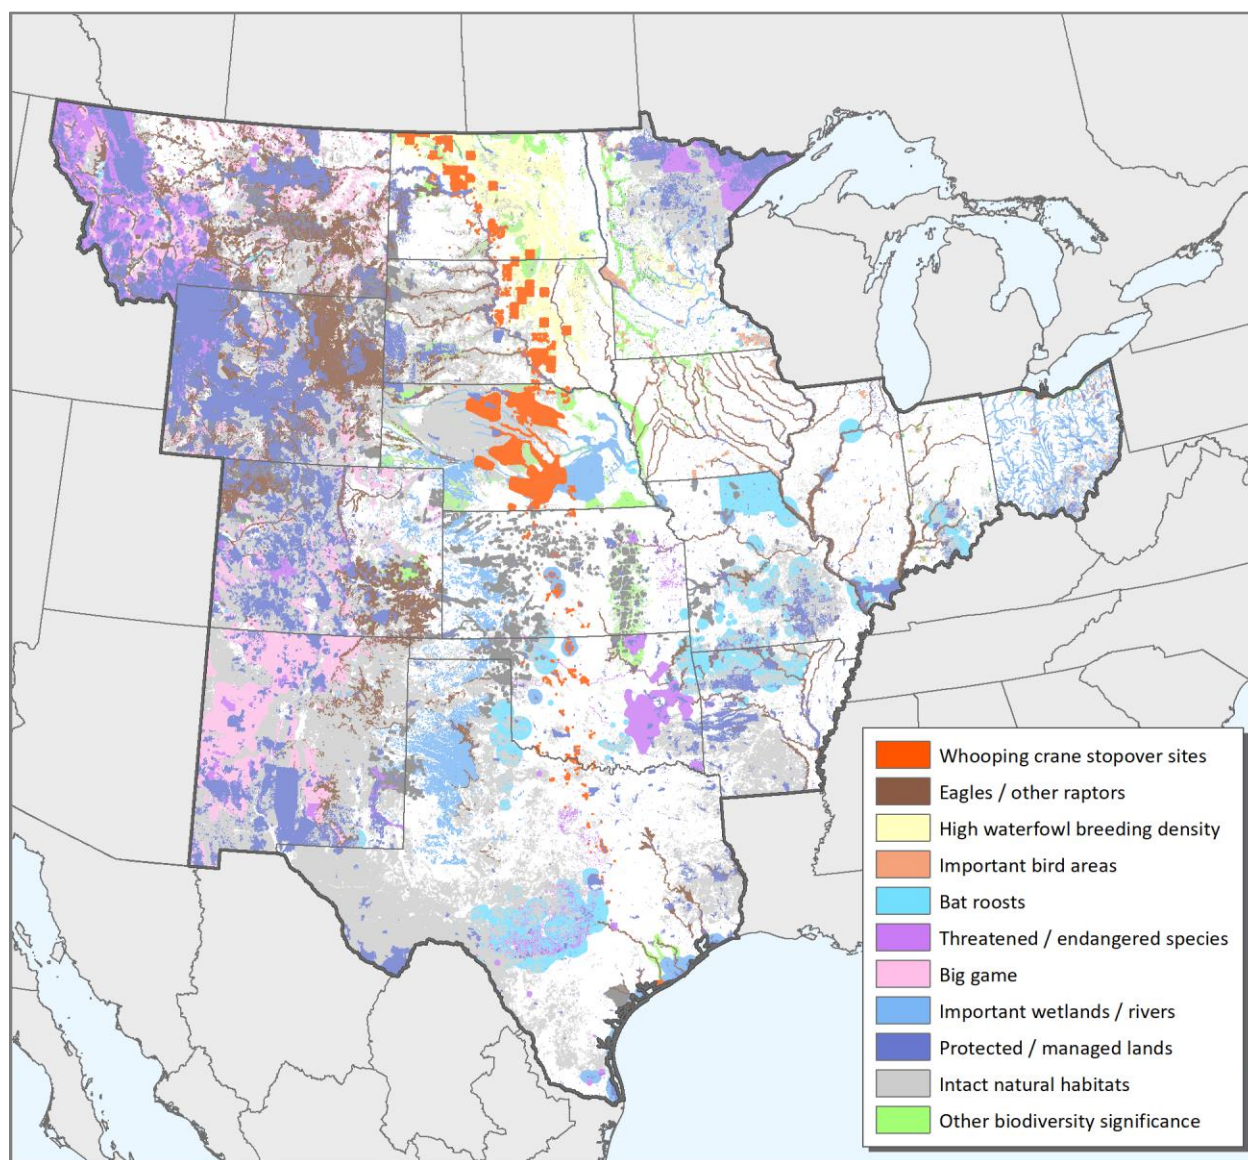 Whooping crane stopover sites
Eagles / other raptors
High waterfowl breeding density
Important bird areas
Bat roosts
Threatened / endangered species
Big game
Important wetlands / rivers
Protected / managed lands
Intact natural habitats
Other biodiversity significance